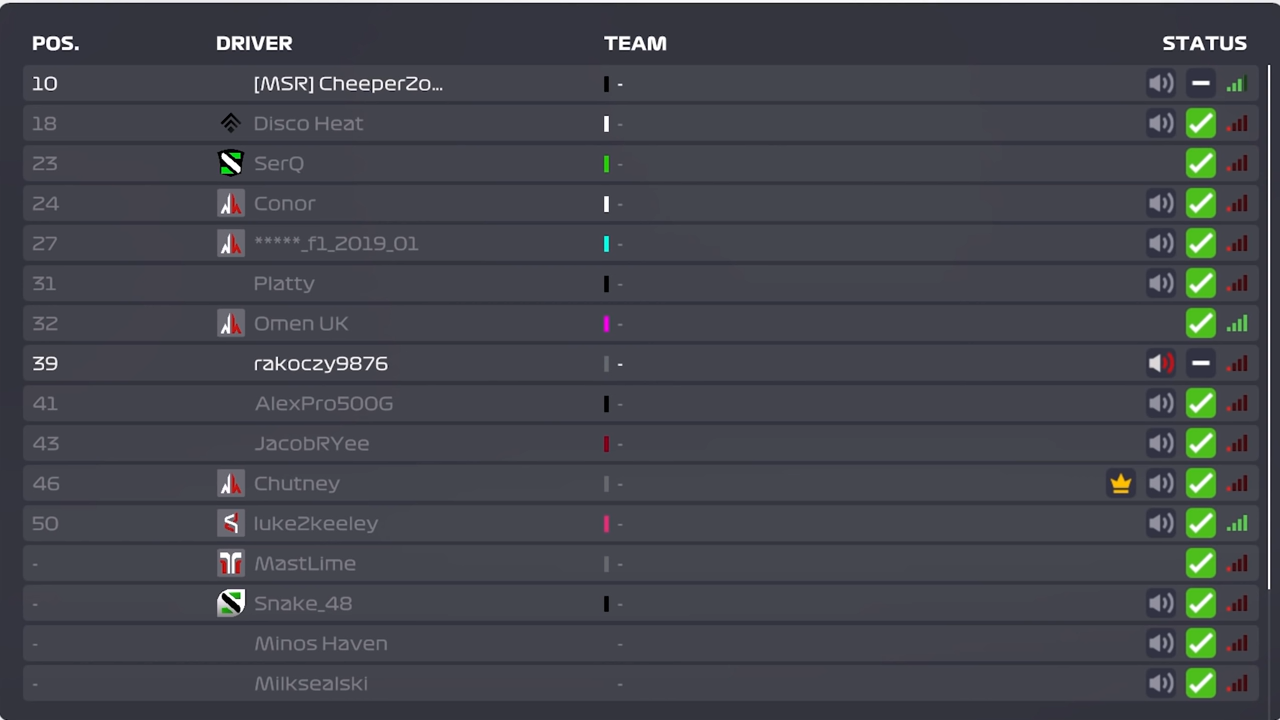 POS. DRIVER TEAM STATUS
10 [MSR] CheeperZo... -
18 Disco Heat -
23 SerQ -
24 Conor -
27 *****_f1_2019_01 -
31 Platty -
32 Omen UK -
39 rakoczy9876 -
41 AlexPro500G -
43 JacobRYee -
46 Chutney -
50 luke2keeley -
- MastLime -
- Snake_48 -
- Minos Haven -
- Milksealski -